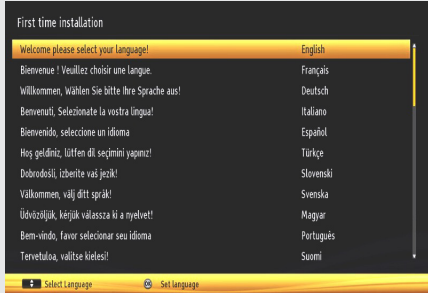 First time installation
Welcome please select your language! English
Bienvenue ! Veuillez choisir une langue. Français
Willkommen, Wählen Sie bitte Ihre Sprache aus! Deutsch
Benvenuti, Selezionate la vostra lingua! Italiano
Bienvenido, seleccione un idioma Español
Hoş geldiniz, lütfen dil seçimini yapınız! Türkçe
Dobrodošli, izberite vaš jezik! Slovenski
Välkommen, välj ditt språk! Svenska
Üdvözöljük, kérjük válassza ki a nyelvet! Magyar
Bem-vindo, favor selecionar seu idioma Português
Tervetuloa, valitse kielesi! Suomi
Select Language OK Set language